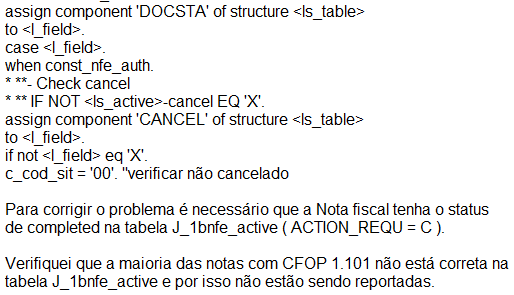 assign component 'DOCSTA' of structure <ls_table>
to <l_field>.
case <l_field>.
when const_nfe_auth.
* **- Check cancel
* ** IF NOT <ls_active>-cancel EQ 'X'.
assign component 'CANCEL' of structure <ls_table>
to <l_field>.
if not <l_field> eq 'X'.
c_cod_sit = '00'. "verificar não cancelado
Para corrigir o problema é necessário que a Nota fiscal tenha o status
de completed na tabela J_1bnfe_active ( ACTION_REQU = C ).
Verifiquei que a maioria das notas com CFOP 1.101 não está correta na
tabela J_1bnfe_active e por isso não estão sendo reportadas.